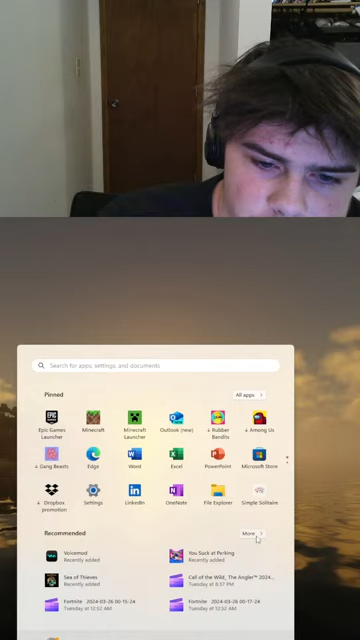 Search for apps, settings, and documents
Pinned
All apps
EPIC GAMES
Epic Games Launcher
Minecraft
Minecraft Launcher
Outlook (new)
Rubber Bandits
Among Us
Gang Beasts
Edge
Word
Excel
PowerPoint
Microsoft Store
Dropbox promotion
Settings
LinkedIn
OneNote
File Explorer
Simple Solitaire
Recommended
More
Voicemod
Recently added
You Suck at Parking
Recently added
Sea of Thieves
Recently added
Call of the Wild, The Angler™ 2024...
Tuesday at 8:37 PM
Fortnite 2024-03-26 00-15-24
Tuesday at 12:52 AM
Fortnite 2024-03-26 00-17-24
Tuesday at 12:52 AM